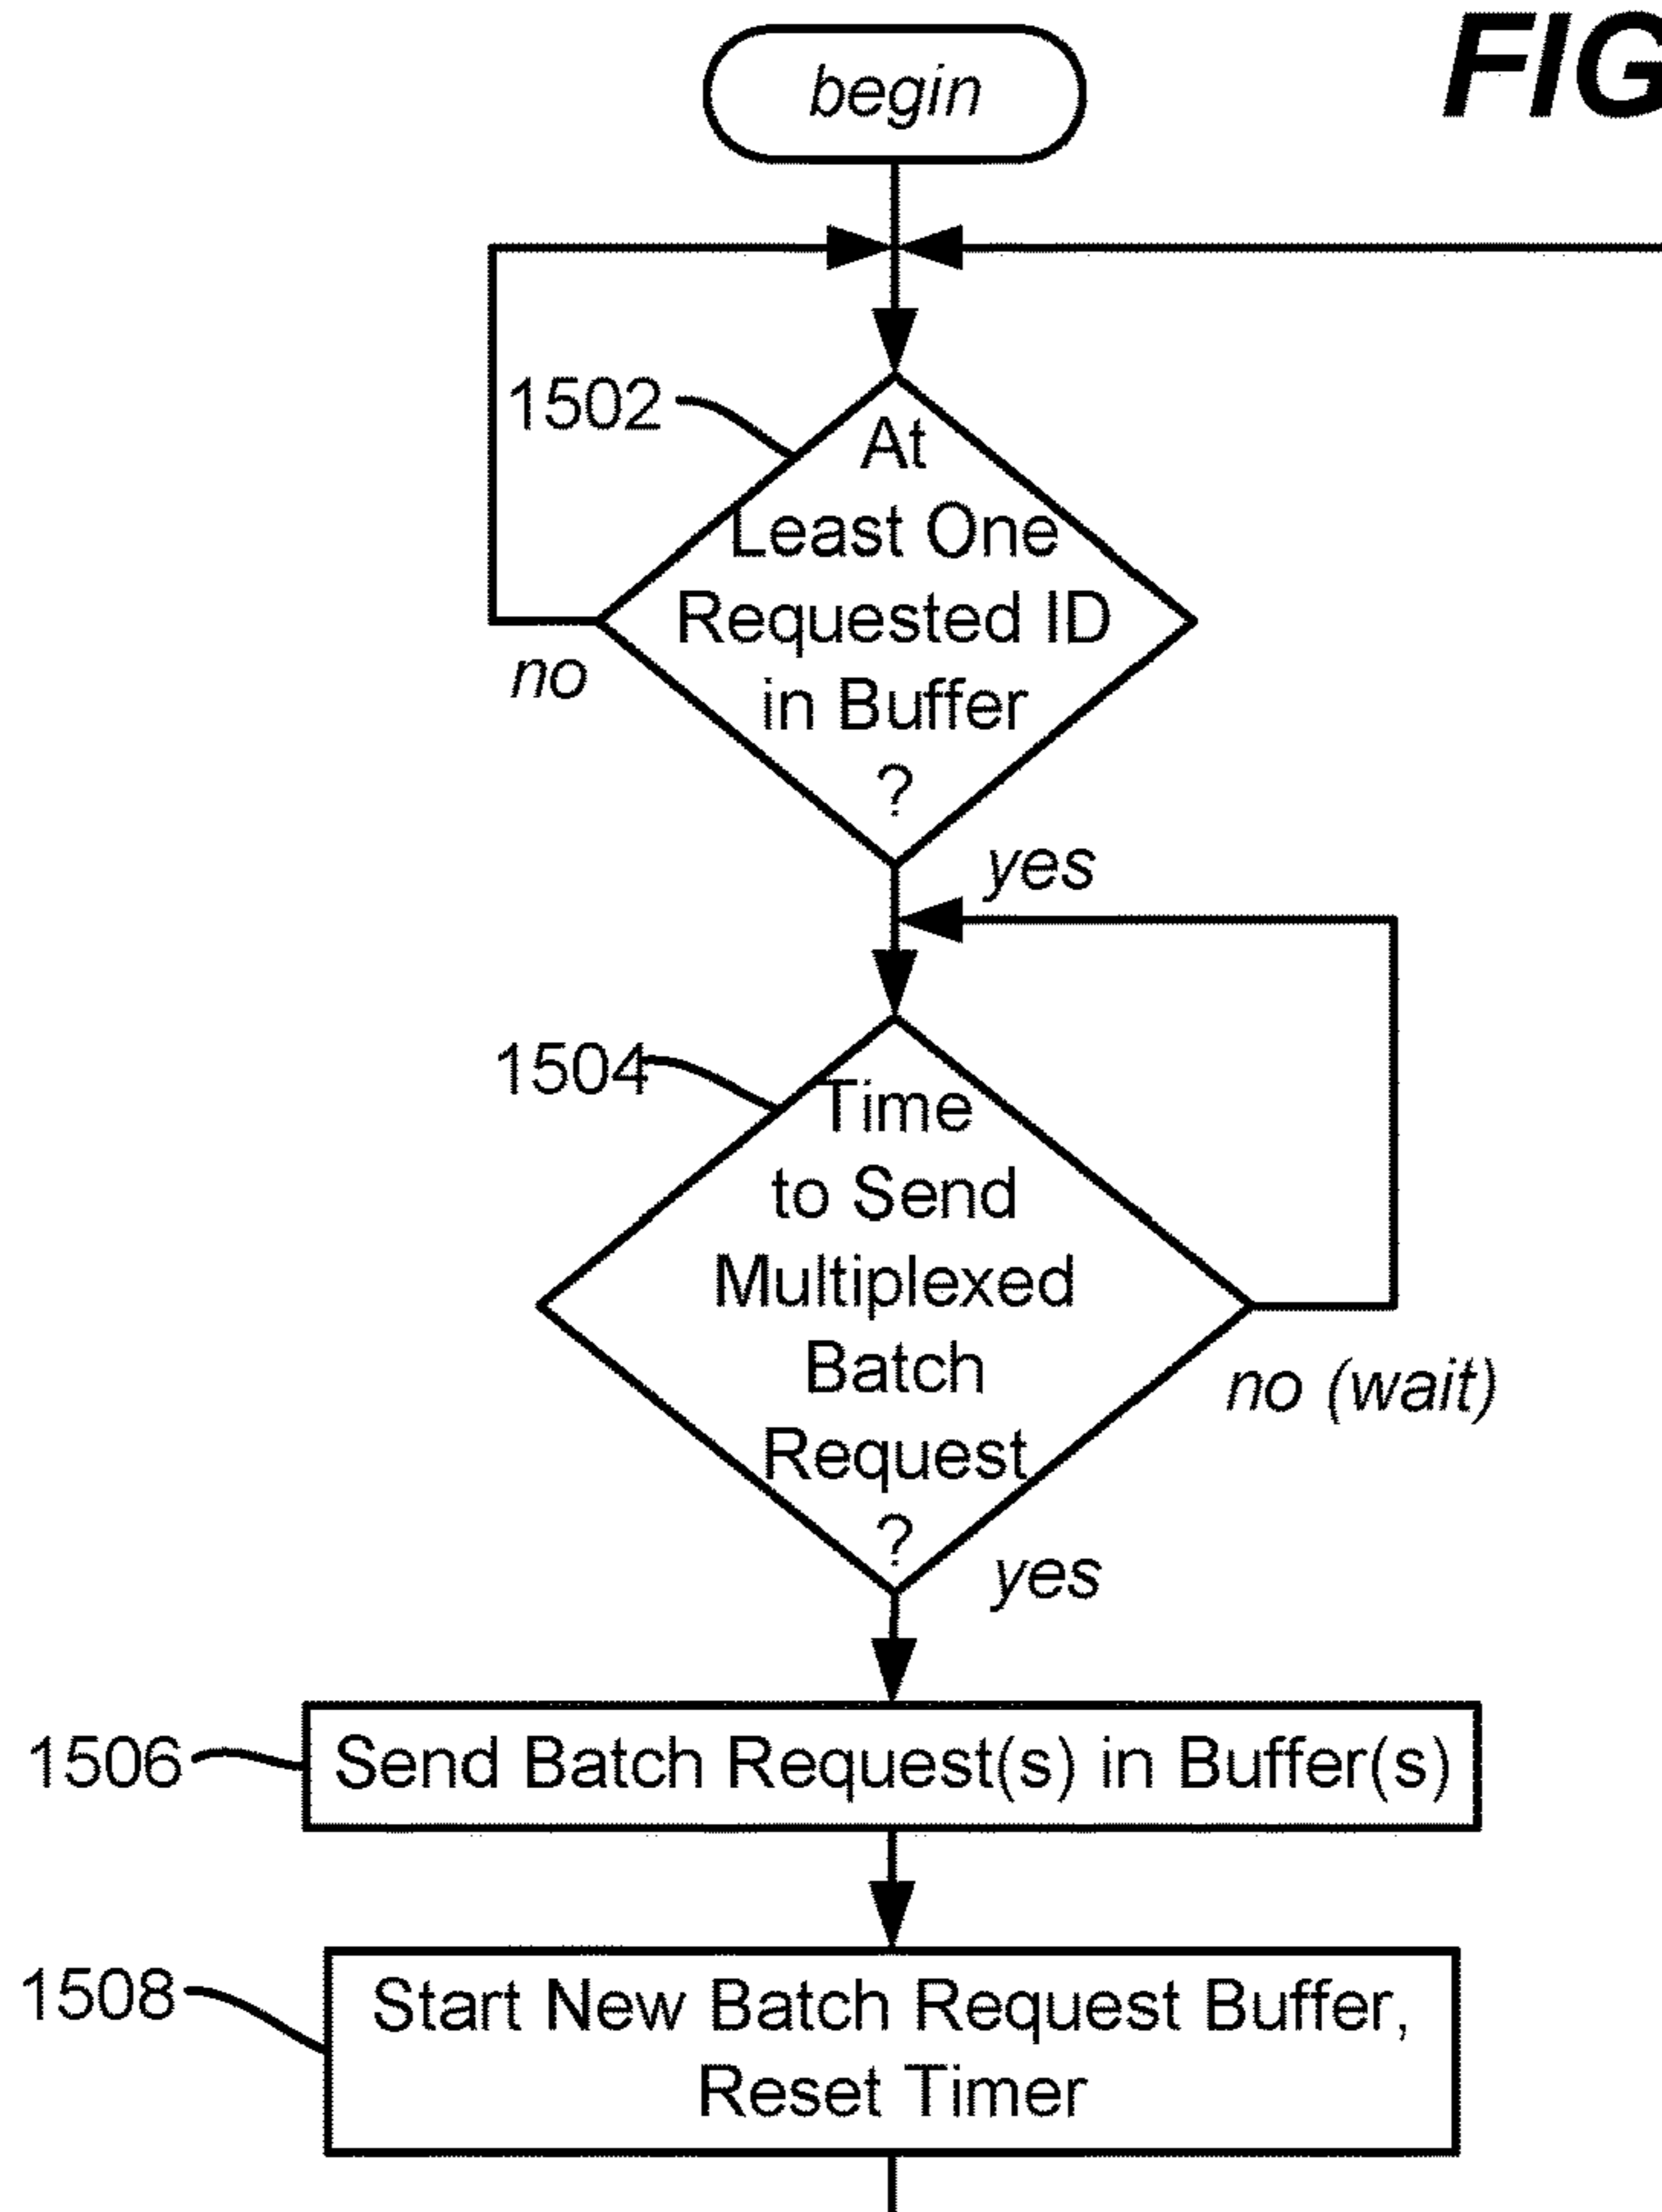 FIG
begin
1502
At
Least One
Requested ID
in Buffer
?
no
yes
1504
Time
to Send
Multiplexed
Batch
Request
?
no (wait)
yes
1506
Send Batch Request(s) in Buffer(s)
1508
Start New Batch Request Buffer,
Reset Timer